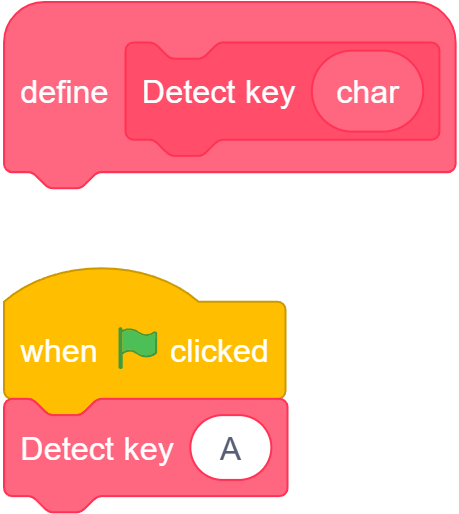 define Detect key char
when clicked
Detect key A